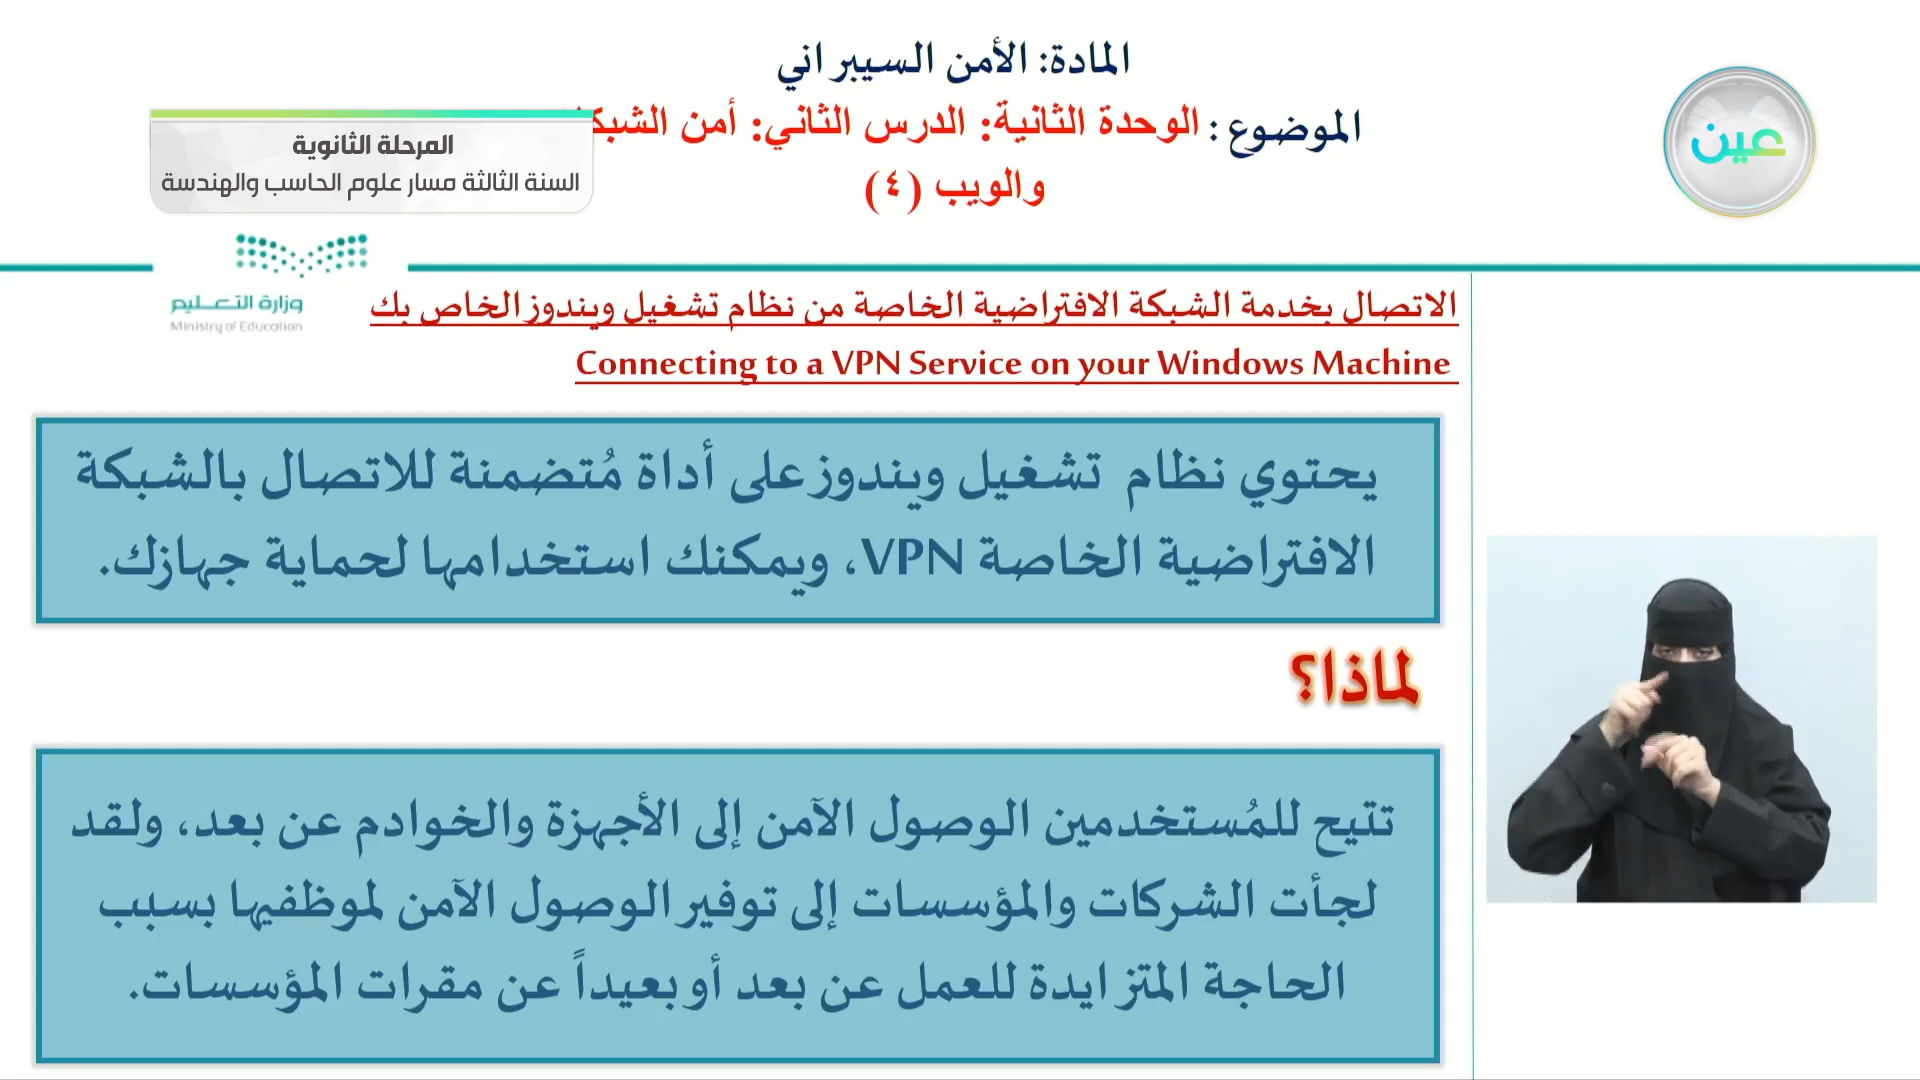 المادة: الأمن السيبراني
الموضوع : الوحدة الثانية: الدرس الثاني: أمن
والويب (٤)
المرحلة الثانوية
السنة الثالثة مسار علوم الحاسب والهندسة
عين
وزارة التعليم
Ministry of Education
الاتصال بخدمة الشبكة الافتراضية الخاصة من نظام تشغيل ويندوز الخاص بك
Connecting to a VPN Service on your Windows Machine
يحتوي نظام تشغيل ويندوز على أداة مُتضمنة للاتصال بالشبكة
الافتراضية الخاصة VPN، ويمكنك استخدامها لحماية جهازك.
لماذا؟
تتيح للمُستخدمين الوصول الآمن إلى الأجهزة والخوادم عن بعد، ولقد
لجأت الشركات والمؤسسات إلى توفير الوصول الآمن لموظفيها بسبب
الحاجة المتزايدة للعمل عن بعد أو بعيداً عن مقرات المؤسسات.